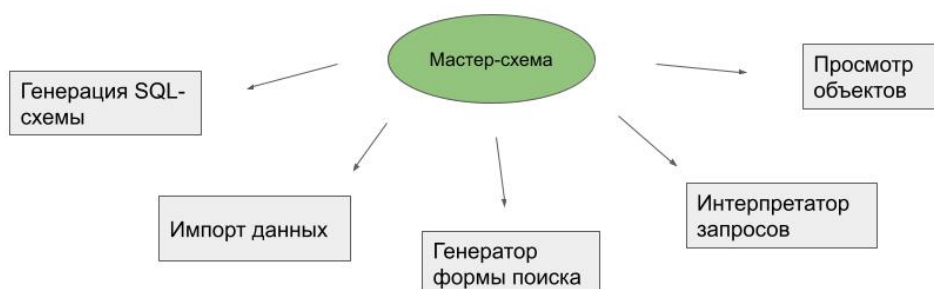 Мастер-схема
Генерация SQL-
схемы
Просмотр
объектов
Импорт данных
Генератор
формы поиска
Интерпретатор
запросов